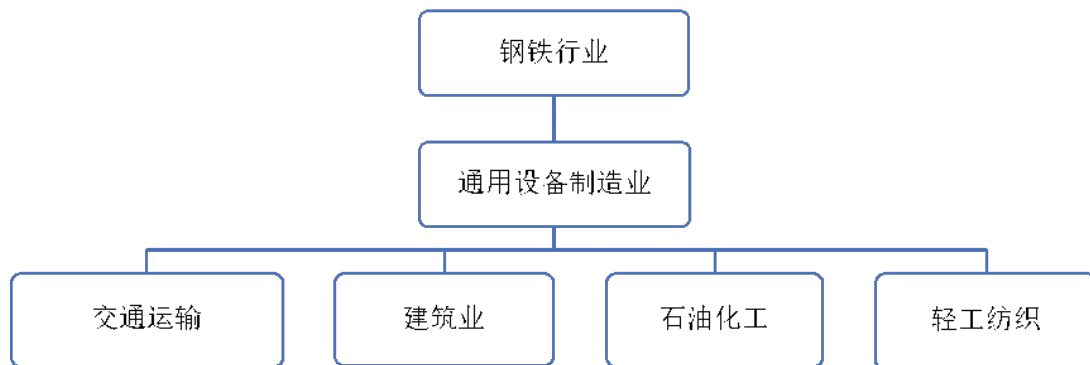 钢铁行业
通用设备制造业
交通运输
建筑业
石油化工
轻工纺织